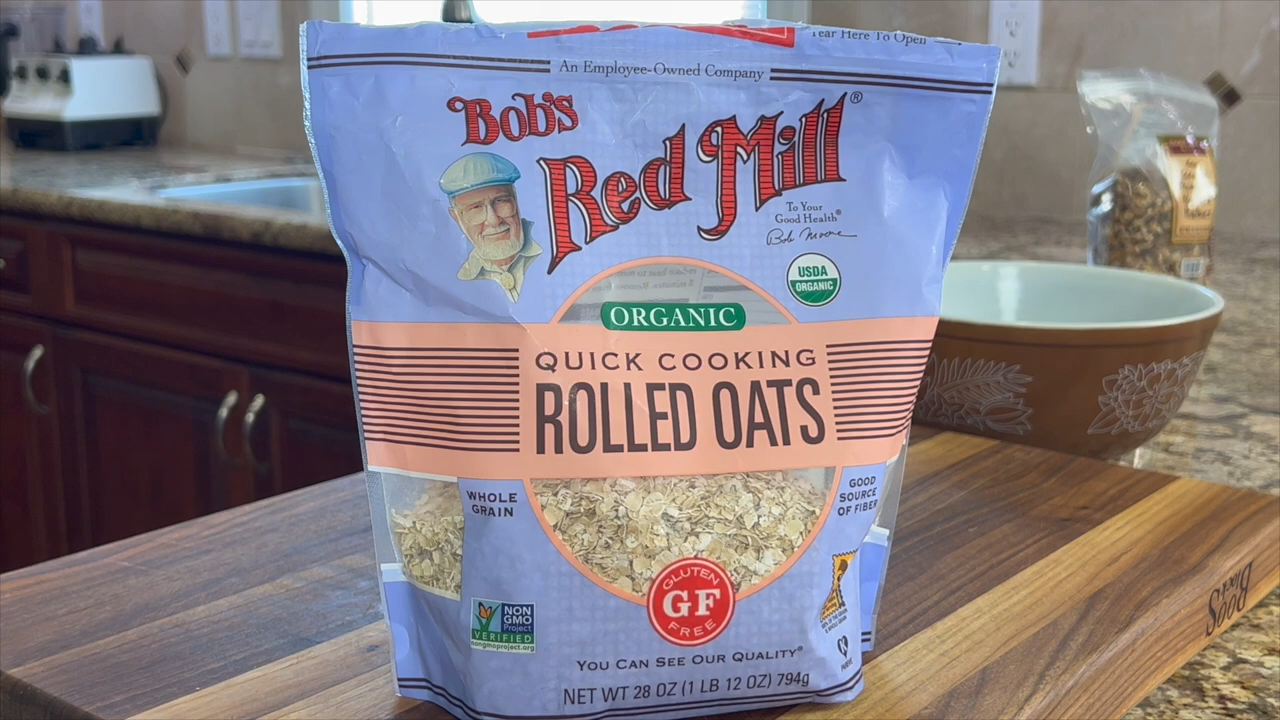 Tear Here To Open
An Employee-Owned Company
Bob's
Red Mill®
To Your
Good Health®
Bob Moore
USDA
ORGANIC
ORGANIC
QUICK COOKING
ROLLED OATS
WHOLE
GRAIN
GOOD
SOURCE
OF FIBER
GLUTEN
GF
FREE
NON
GMO
Project
VERIFIED
nongmoproject.org
PAREVE
YOU CAN SEE OUR QUALITY®
NET WT 28 OZ (1 LB 12 OZ) 794g
BOOS
Blocks